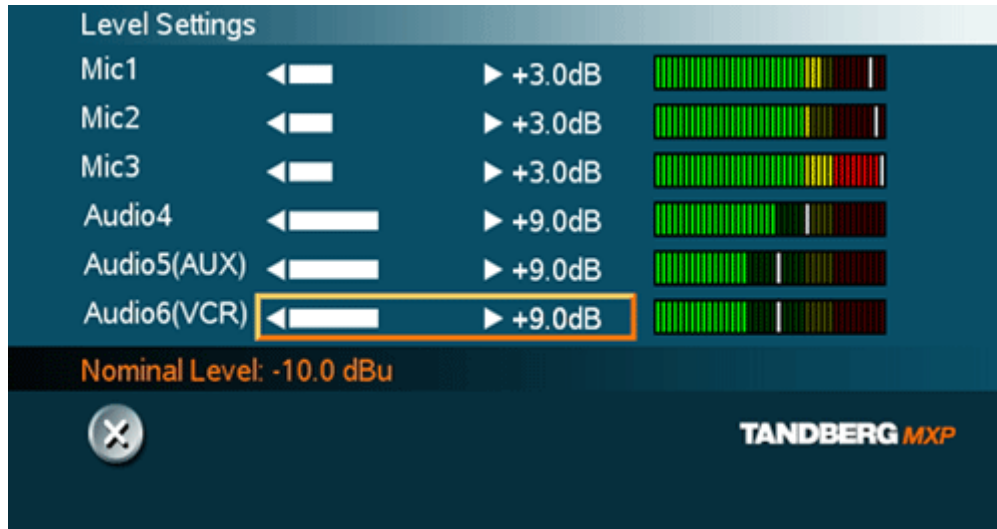 Level Settings
Mic1 +3.0dB
Mic2 +3.0dB
Mic3 +3.0dB
Audio4 +9.0dB
Audio5(AUX) +9.0dB
Audio6(VCR) +9.0dB
Nominal Level: -10.0 dBu
TANDBERG MXP